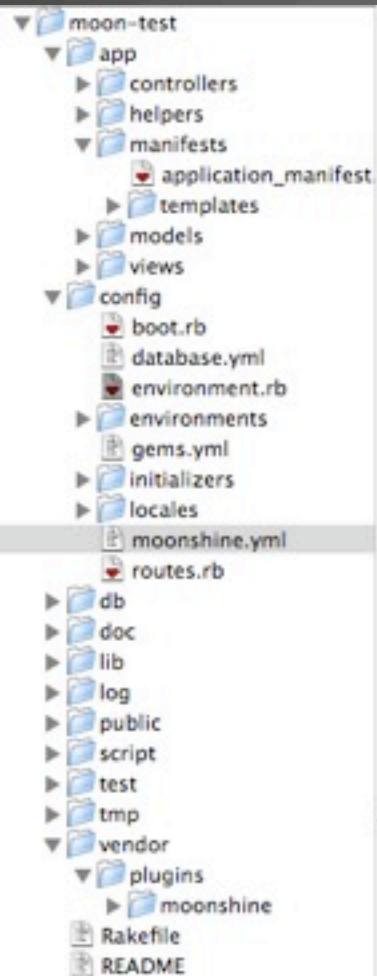 moon-test
app
controllers
helpers
manifests
application_manifest
templates
models
views
config
boot.rb
database.yml
environment.rb
environments
gems.yml
initializers
locales
moonshine.yml
routes.rb
db
doc
lib
log
public
script
test
tmp
vendor
plugins
moonshine
Rakefile
README